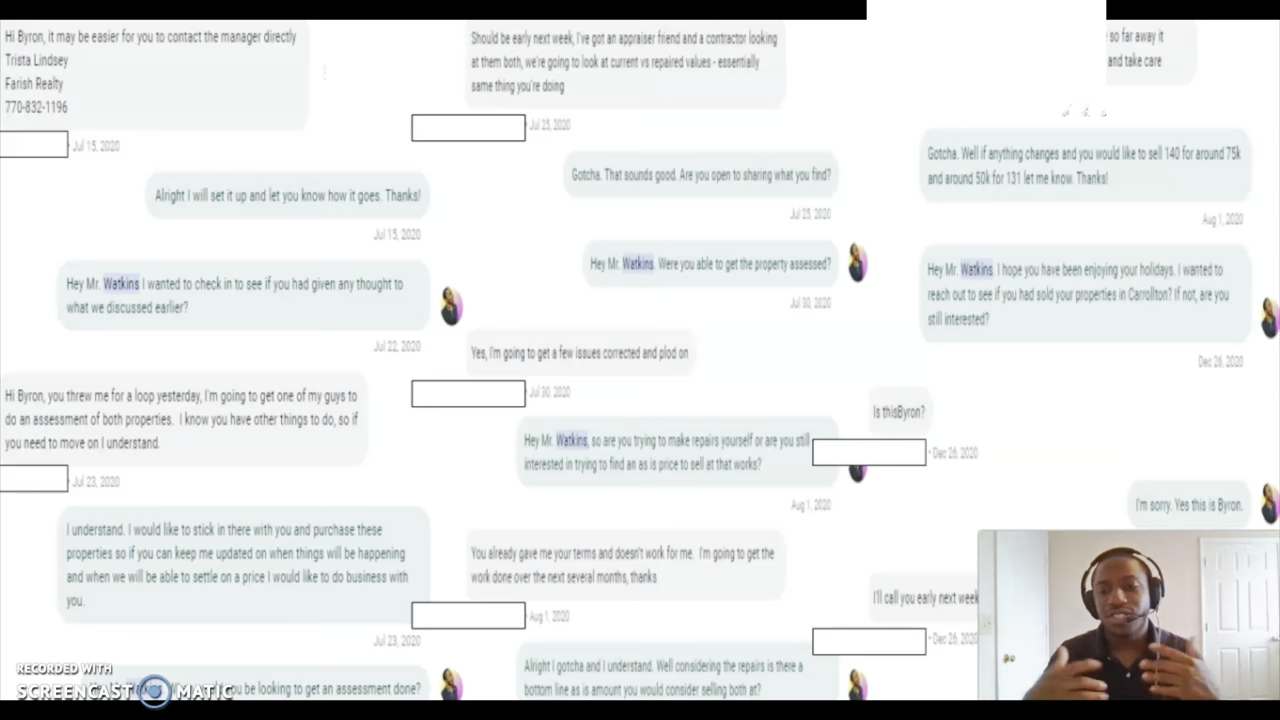 Hi Byron, it may be easier for you to contact the manager directly
Trista Lindsey
Farish Realty
770-832-1196
Jul 15, 2020
Alright I will set it up and let you know how it goes. Thanks!
Jul 15, 2020
Hey Mr. Watkins I wanted to check in to see if you had given any thought to
what we discussed earlier?
Jul 22, 2020
Hi Byron, you threw me for a loop yesterday, I'm going to get one of my guys to
do an assessment of both properties. I know you have other things to do, so if
you need to move on I understand.
Jul 23, 2020
I understand. I would like to stick in there with you and purchase these
properties so if you can keep me updated on when things will be happening
and when we will be able to settle on a price I would like to do business with
you.
Jul 23, 2020
you be looking to get an assessment done?
Should be early next week, I've got an appraiser friend and a contractor looking
at them both, we're going to look at current vs repaired values - essentially
same thing you're doing
Jul 25, 2020
Gotcha. That sounds good. Are you open to sharing what you find?
Jul 25, 2020
Hey Mr. Watkins. Were you able to get the property assessed?
Jul 30, 2020
Yes, I'm going to get a few issues corrected and plod on
Jul 30, 2020
Hey Mr. Watkins, so are you trying to make repairs yourself or are you still
interested in trying to find an as is price to sell at that works?
Aug 1, 2020
You already gave me your terms and doesn't work for me. I'm going to get the
work done over the next several months, thanks
Aug 1, 2020
Alright I gotcha and I understand. Well considering the repairs is there a
bottom line as is amount you would consider selling both at?
so far away it
and take care
Gotcha. Well if anything changes and you would like to sell 140 for around 75k
and around 50k for 131 let me know. Thanks!
Aug 1, 2020
Hey Mr. Watkins. I hope you have been enjoying your holidays. I wanted to
reach out to see if you had sold your properties in Carrollton? If not, are you
still interested?
Dec 26, 2020
Is thisByron?
Dec 26, 2020
I'm sorry. Yes this is Byron.
I'll call you early next week
Dec 26, 2020
RECORDED WITH
SCREENCAST MATIC